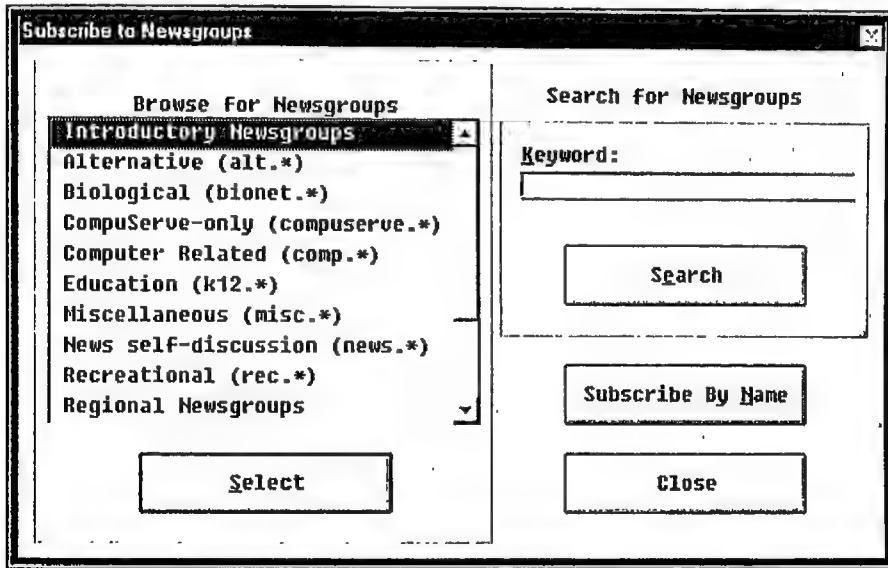 Subscribe to Newsgroups
Browse For Newsgroups
Introductory Newsgroups
Alternative (alt.*)
Biological (bionet.*)
CompuServe-only (compuserve.*)
Computer Related (comp.*)
Education (k12.*)
Miscellaneous (misc.*)
News self-discussion (news.*)
Recreational (rec.*)
Regional Newsgroups
Select
Search For Newsgroups
Keyword:
Search
Subscribe By Name
Close